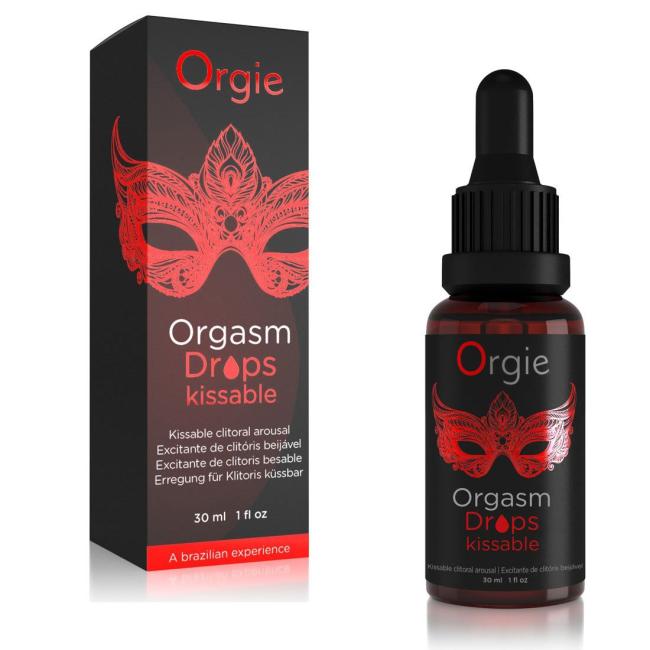 Orgie
Orgasm
Drops
kissable
Kissable clitoral arousal
Excitante de clitóris beijável
Excitante de clitoris besable
Erregung für Klitoris küssbar
30 ml 1 fl oz
A brazilian experience
Orgie
Orgasm
Drops
kissable
Kissable clitoral arousal | Excitante de clitóris beijável
30 ml 1 fl oz